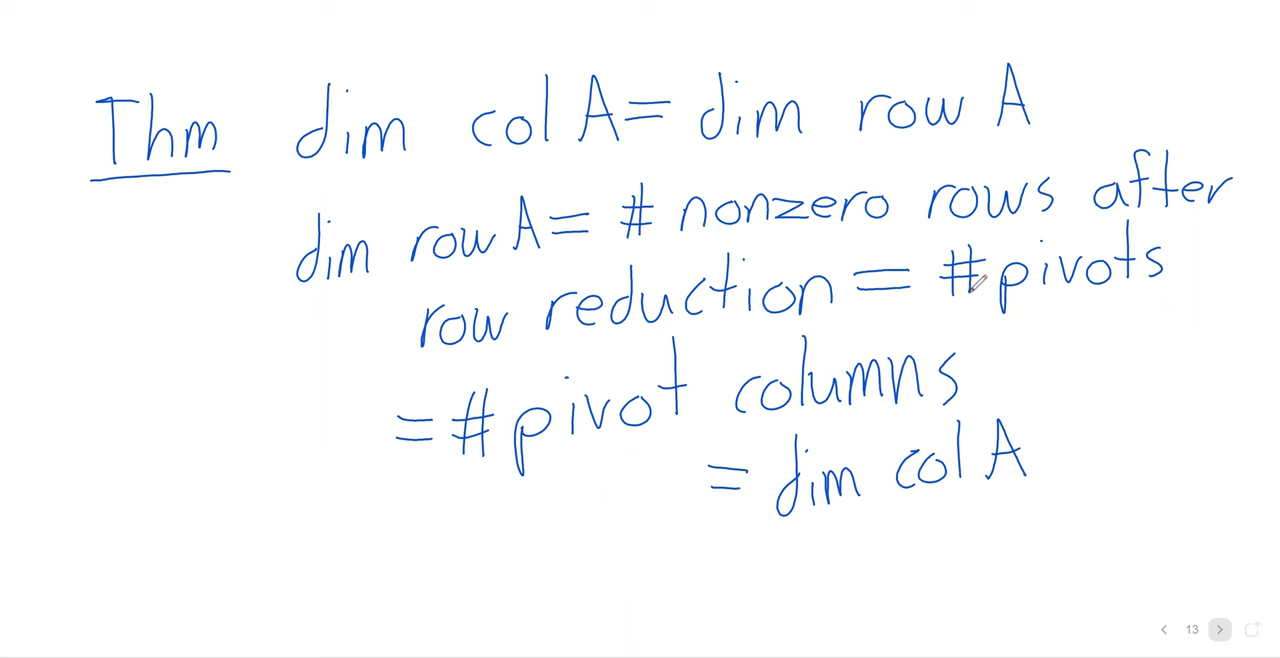 Thm dim col A = dim row A
dim row A = # nonzero rows after
row reduction = # pivots
= # pivot columns
= dim col A
13